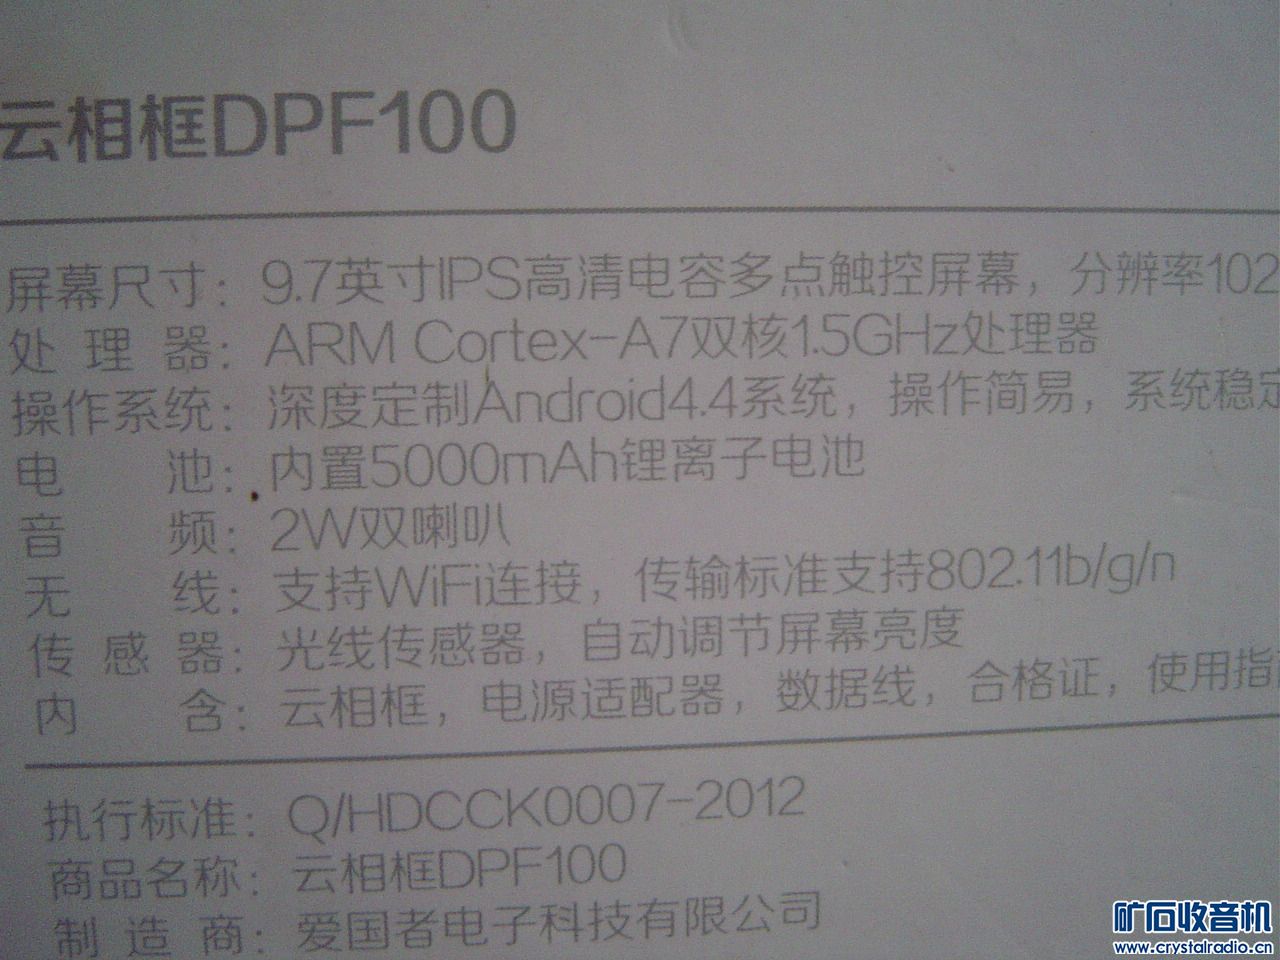 云相框DPF100
屏幕尺寸：9.7英寸IPS高清电容多点触控屏幕，分辨率102
处理器：ARM Cortex-A7双核1.5GHz处理器
操作系统：深度定制Android4.4系统，操作简易，系统稳定
电池：内置5000mAh锂离子电池
音频：2W双喇叭
无线：支持WiFi连接，传输标准支持802.11b/g/n
传感器：光线传感器，自动调节屏幕亮度
内含：云相框，电源适配器，数据线，合格证，使用指南
执行标准：Q/HDCCK0007-2012
商品名称：云相框DPF100
制造商：爱国者电子科技有限公司
矿石收音机
www.crystalradio.cn